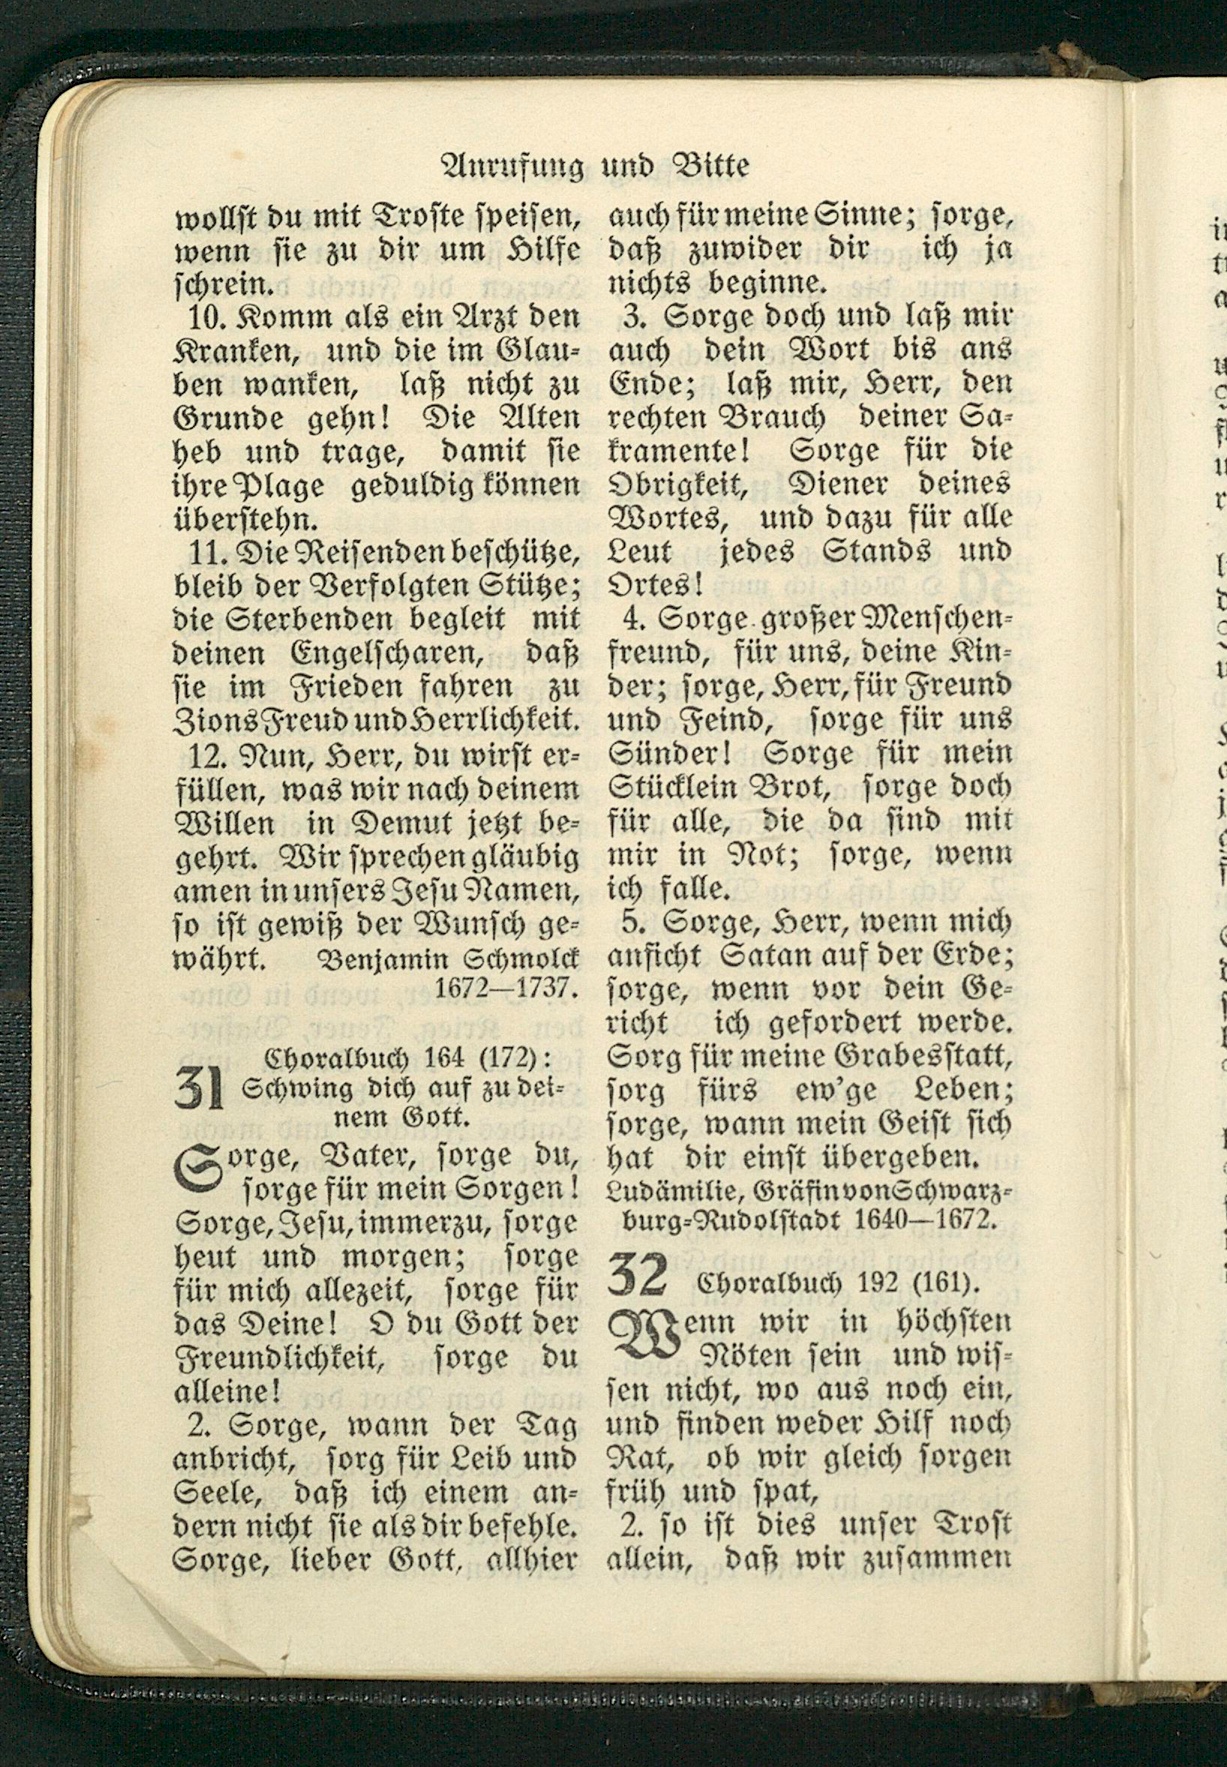 Anrufung und Bitte
wollst du mit Troste speisen,
wenn sie zu dir um Hilfe
schrein.
10. Komm als ein Arzt den
Kranken, und die im Glau-
ben wanken, laß nicht zu
Grunde gehn! Die Alten
heb und trage, damit sie
ihre Plage geduldig können
überstehn.
11. Die Reisenden beschütze,
bleib der Verfolgten Stütze;
die Sterbenden begleit mit
deinen Engelscharen, daß
sie im Frieden fahren zu
Zions Freud und Herrlichkeit.
12. Nun, Herr, du wirst er-
füllen, was wir nach deinem
Willen in Demut jetzt be-
gehrt. Wir sprechen gläubig
amen in unsers Jesu Namen,
so ist gewiß der Wunsch ge-
währt. Benjamin Schmolck
1672—1737.
Choralbuch 164 (172):
31 Schwing dich auf zu dei-
nem Gott.
Sorge, Vater, sorge du,
sorge für mein Sorgen!
Sorge, Jesu, immerzu, sorge
heut und morgen; sorge
für mich allezeit, sorge für
das Deine! O du Gott der
Freundlichkeit, sorge du
alleine!
2. Sorge, wann der Tag
anbricht, sorg für Leib und
Seele, daß ich einem an-
dern nicht sie als dir befehle.
Sorge, lieber Gott, allhier
auch für meine Sinne; sorge,
daß zuwider dir ich ja
nichts beginne.
3. Sorge doch und laß mir
auch dein Wort bis ans
Ende; laß mir, Herr, den
rechten Brauch deiner Sa-
kramente! Sorge für die
Obrigkeit, Diener deines
Wortes, und dazu für alle
Leut jedes Stands und
Ortes!
4. Sorge großer Menschen-
freund, für uns, deine Kin-
der; sorge, Herr, für Freund
und Feind, sorge für uns
Sünder! Sorge für mein
Stücklein Brot, sorge doch
für alle, die da sind mit
mir in Not; sorge, wenn
ich falle.
5. Sorge, Herr, wenn mich
anficht Satan auf der Erde;
sorge, wenn vor dein Ge-
richt ich gefordert werde.
Sorg für meine Grabesstatt,
sorg fürs ew'ge Leben;
sorge, wann mein Geist sich
hat dir einst übergeben.
Ludämilie, Gräfin von Schwarz-
burg-Rudolstadt 1640—1672.
32 Choralbuch 192 (161).
Wenn wir in höchsten
Nöten sein und wis-
sen nicht, wo aus noch ein,
und finden weder Hilf noch
Rat, ob wir gleich sorgen
früh und spat,
2. so ist dies unser Trost
allein, daß wir zusammen